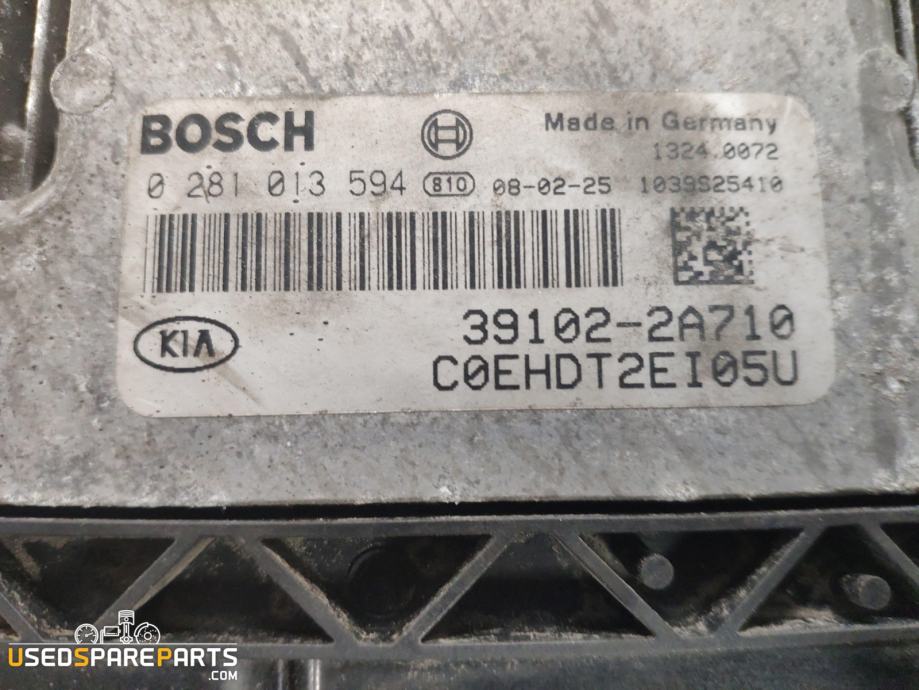 BOSCH
Made in Germany
1324.0072
0 281 013 594 810 08-02-25 1039S25410
39102-2A710
KIA
C0EHDT2EI05U
USEDSPAREPARTS
.COM